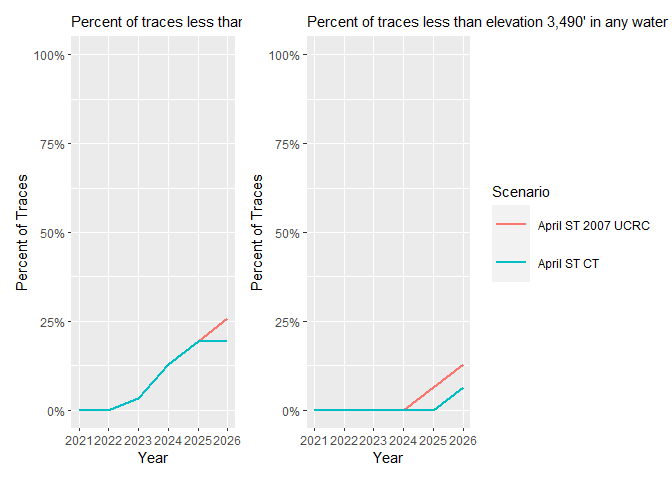 Percent of traces less than
Percent of traces less than elevation 3,490' in any water
Percent of Traces
100%
75%
50%
25%
0%
2021 2022 2023 2024 2025 2026
Year
Percent of Traces
100%
75%
50%
25%
0%
2021 2022 2023 2024 2025 2026
Year
Scenario
April ST 2007 UCRC
April ST CT